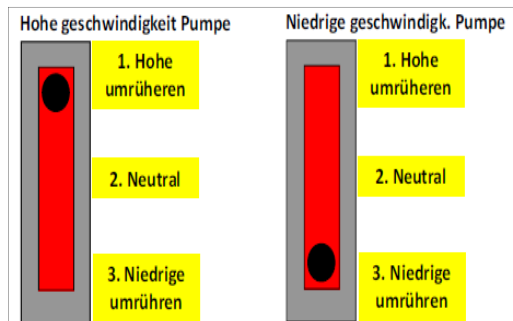 Hohe geschwindigkeit Pumpe
1. Hohe
umrüheren
2. Neutral
3. Niedrige
umrühren
Niedrige geschwindigk. Pumpe
1. Hohe
umrüheren
2. Neutral
3. Niedrige
umrühren